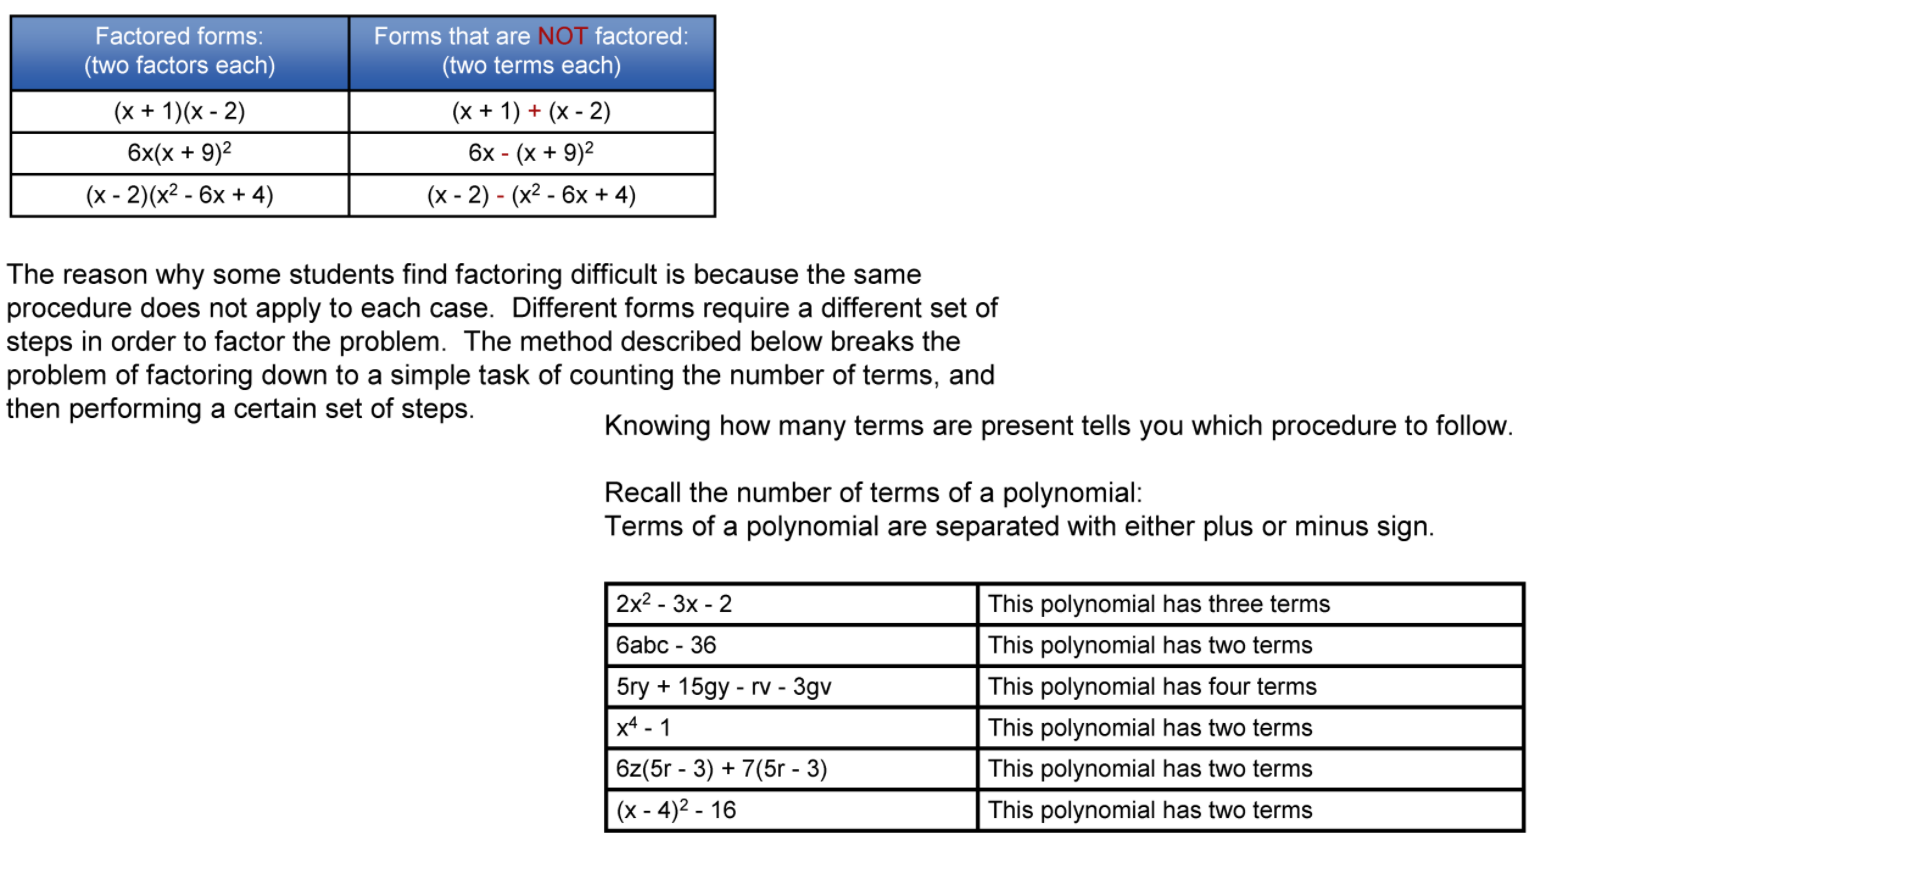 Factored forms:
(two factors each)
Forms that are NOT factored:
(two terms each)
(x + 1)(x - 2)
(x + 1) + (x - 2)
6x(x + 9)²
6x - (x + 9)²
(x - 2)(x² - 6x + 4)
(x - 2) - (x² - 6x + 4)
The reason why some students find factoring difficult is because the same
procedure does not apply to each case.  Different forms require a different set of
steps in order to factor the problem.  The method described below breaks the
problem of factoring down to a simple task of counting the number of terms, and
then performing a certain set of steps.
Knowing how many terms are present tells you which procedure to follow.
Recall the number of terms of a polynomial:
Terms of a polynomial are separated with either plus or minus sign.
2x² - 3x - 2
This polynomial has three terms
6abc - 36
This polynomial has two terms
5ry + 15gy - rv - 3gv
This polynomial has four terms
x⁴ - 1
This polynomial has two terms
6z(5r - 3) + 7(5r - 3)
This polynomial has two terms
(x - 4)² - 16
This polynomial has two terms